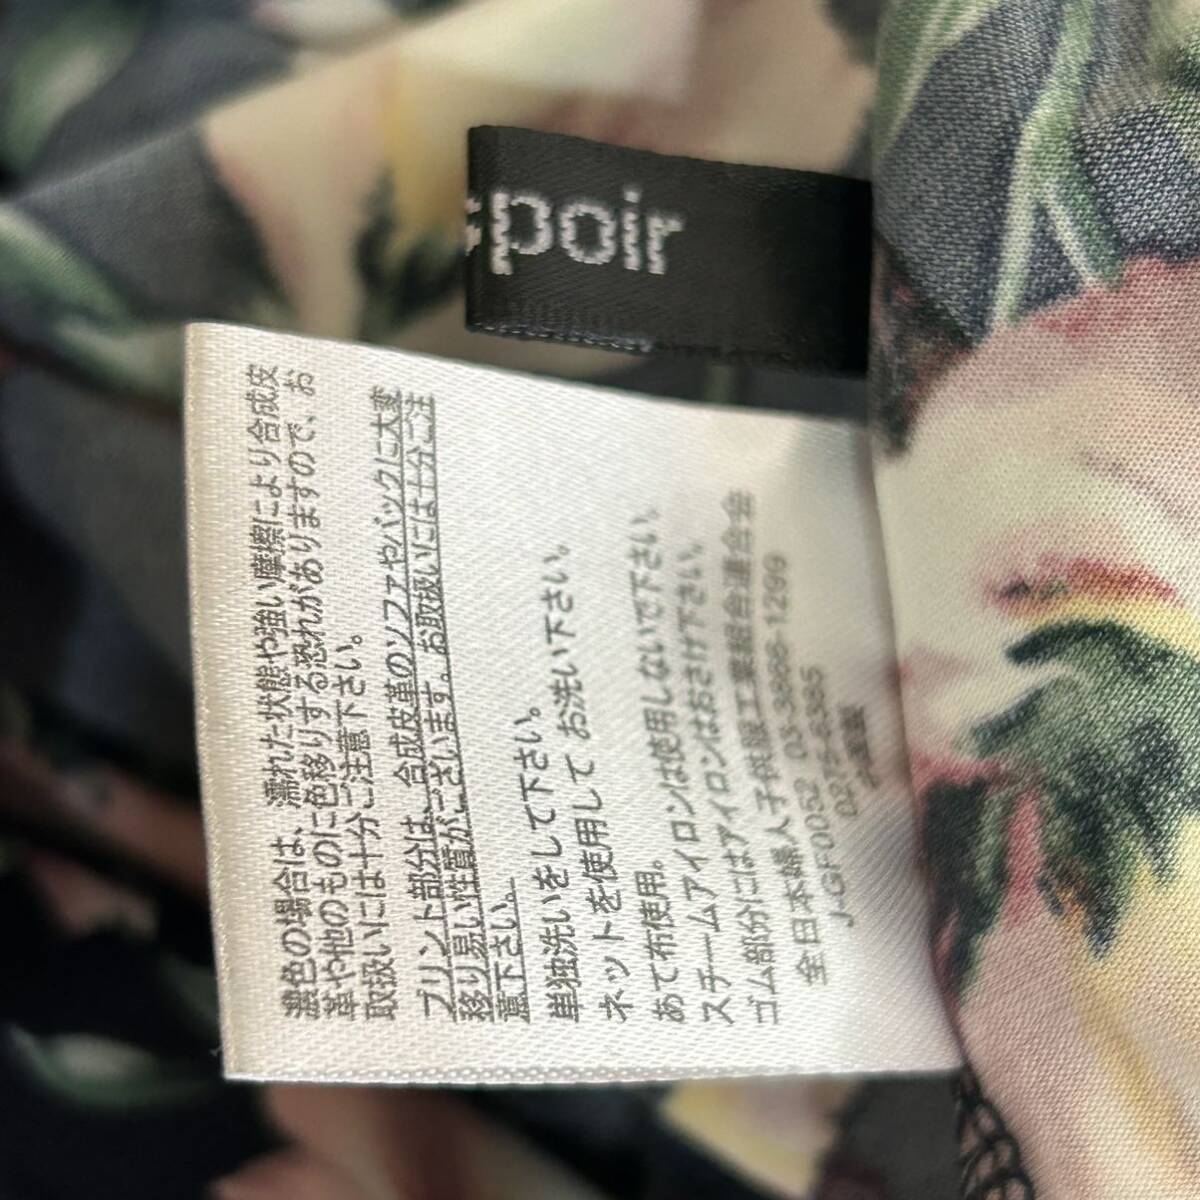 poir
濃色の場合は、濡れた状態や強い摩擦により合成皮
革や他のものに色移りする恐れがありますので、お
取扱いには十分ご注意下さい。
プリント部分は、合成皮革のソファやバックに大変
移り易い性質がございます。お取扱いには十分ご注
意下さい。
単独洗いをして下さい。
ネットを使用して お洗い下さい。
あて布使用。
スチームアイロンは使用しないで下さい。
ゴム部分にはアイロンはおさけ下さい。
全日本婦人子供服工業組合連合会
J-GF0052 03-3866-1299